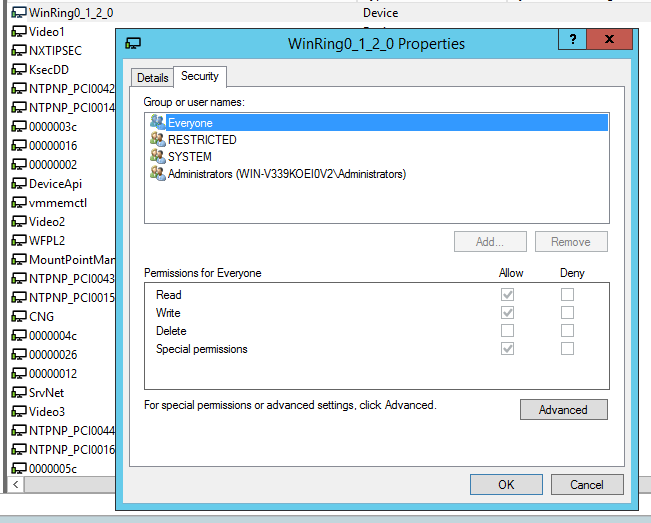 WinRing0_1_2_0 Device
Video1
NXTIPSEC
KsecDD
NTPNP_PCI0042
NTPNP_PCI0014
0000003c
00000016
00000002
DeviceApi
vmmemctl
Video2
WFPL2
MountPointMan
NTPNP_PCI0043
NTPNP_PCI0015
CNG
0000004c
00000026
00000012
SrvNet
Video3
NTPNP_PCI0044
NTPNP_PCI0016
0000005c
WinRing0_1_2_0 Properties
Details Security
Group or user names:
Everyone
RESTRICTED
SYSTEM
Administrators (WIN-V339KOEI0V2\Administrators)
Add... Remove
Permissions for Everyone Allow Deny
Read
Write
Delete
Special permissions
For special permissions or advanced settings, click Advanced.
Advanced
OK Cancel